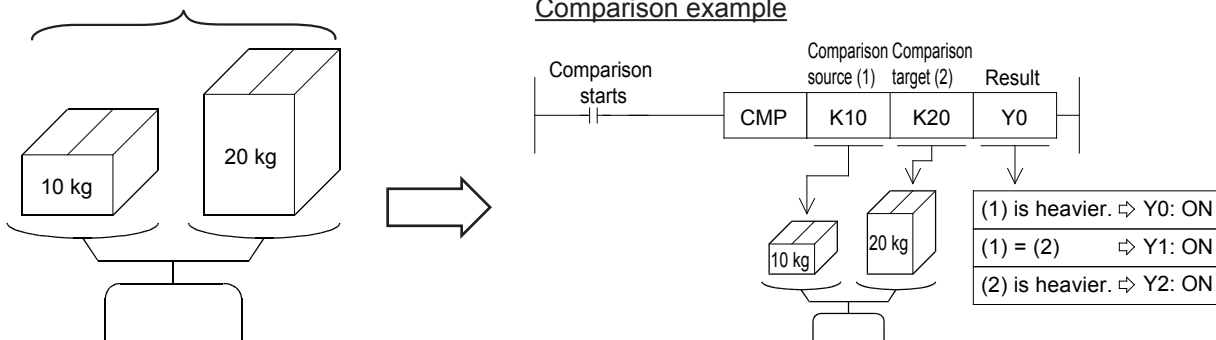 Comparison example
10 kg
20 kg
Comparison starts
Comparison source (1)
Comparison target (2)
Result
CMP K10 K20 Y0
10 kg
20 kg
(1) is heavier. ⇨ Y0: ON
(1) = (2) ⇨ Y1: ON
(2) is heavier. ⇨ Y2: ON